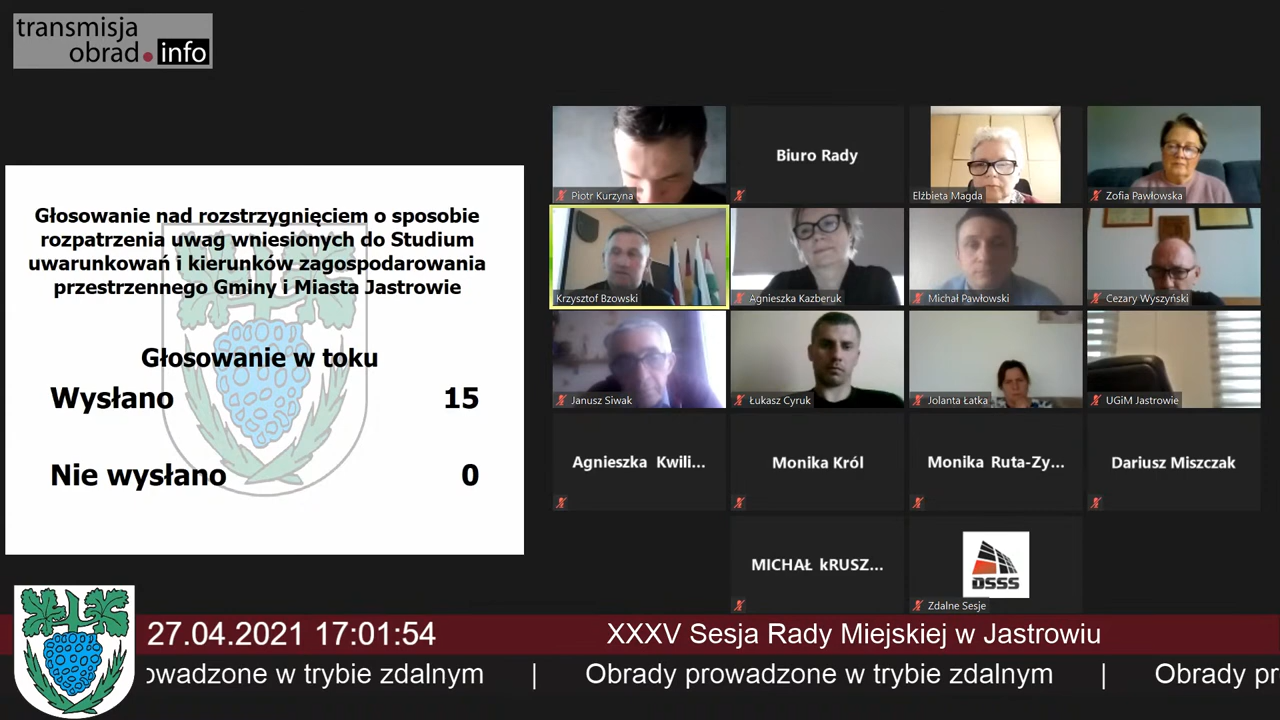 transmisja
obrad.info
Głosowanie nad rozstrzygnięciem o sposobie
rozpatrzenia uwag wniesionych do Studium
uwarunkowań i kierunków zagospodarowania
przestrzennego Gminy i Miasta Jastrowie
Głosowanie w toku
Wysłano 15
Nie wysłano 0
Piotr Kurzyna
Biuro Rady
Elżbieta Magda
Zofia Pawłowska
Krzysztof Bzowski
Agnieszka Kazberuk
Michał Pawłowski
Cezary Wyszyński
Janusz Siwak
Łukasz Cyruk
Jolanta Łatka
UGiM Jastrowie
Agnieszka Kwili...
Monika Król
Monika Ruta-Zy...
Dariusz Miszczak
MICHAŁ kRUSZ...
DSSS
Zdalne Sesje
27.04.2021 17:01:54 XXXV Sesja Rady Miejskiej w Jastrowiu
owadzone w trybie zdalnym | Obrady prowadzone w trybie zdalnym | Obrady pr